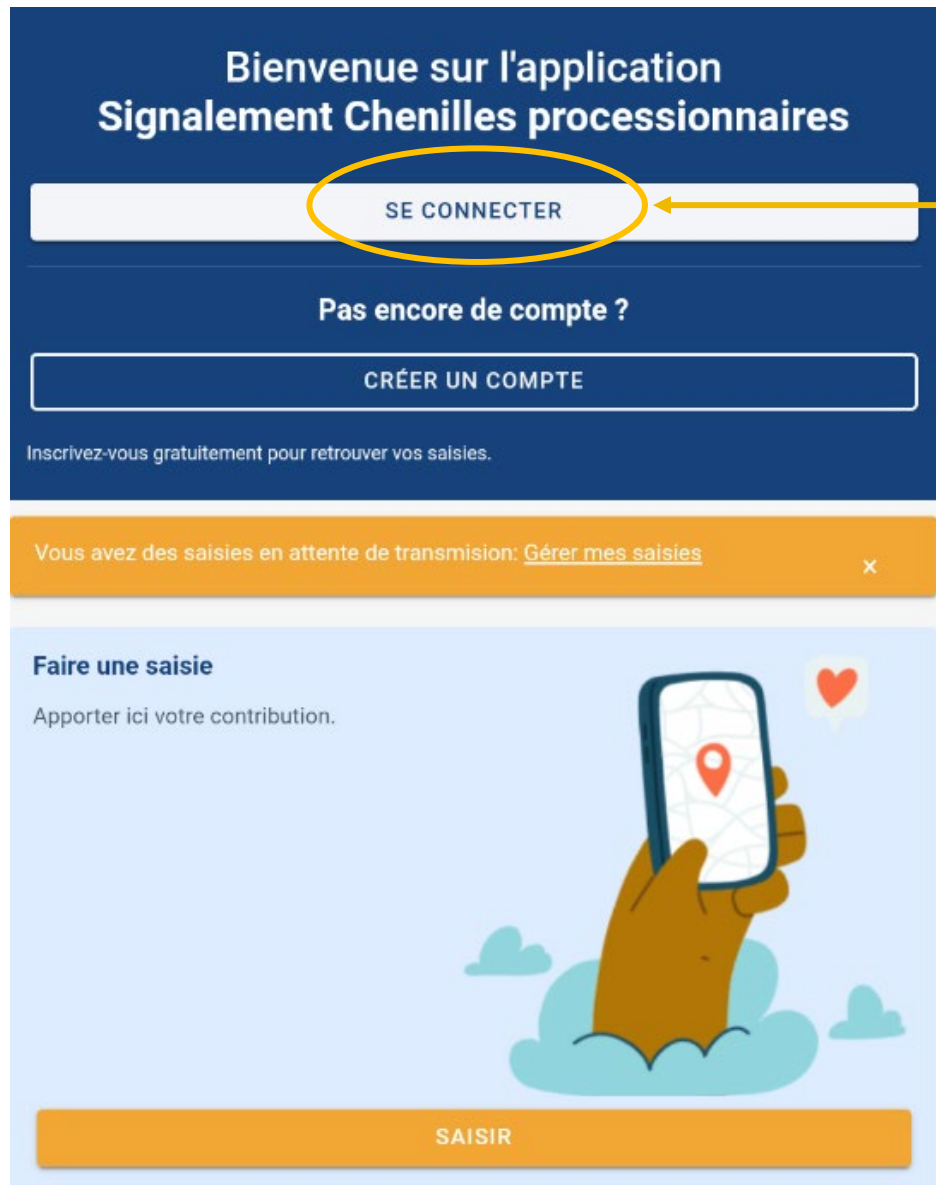 Bienvenue sur l'application
Signalement Chenilles processionnaires
SE CONNECTER
Pas encore de compte ?
CRÉER UN COMPTE
Inscrivez-vous gratuitement pour retrouver vos saisies.
Vous avez des saisies en attente de transmision: Gérer mes saisies
×
Faire une saisie
Apporter ici votre contribution.
SAISIR